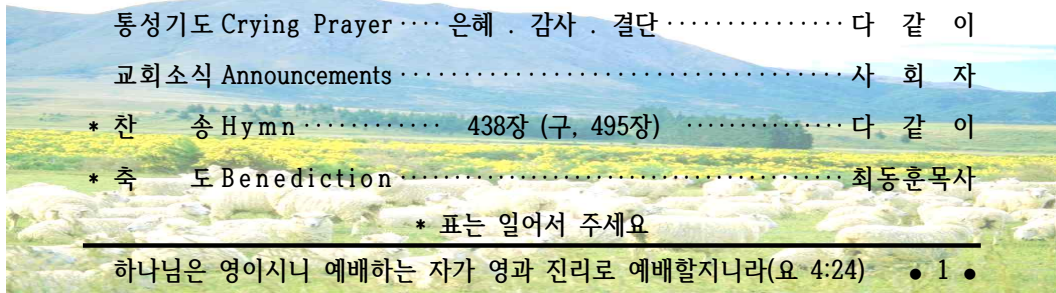 통성기도 Crying Prayer ···· 은혜 . 감사 . 결단 ··············· 다 같 이
교회소식 Announcements ··································· 사 회 자
* 찬 송 Hymn ············ 438장 (구, 495장) ··············· 다 같 이
* 축 도 Benediction ··································· 최동훈목사
* 표는 일어서 주세요
하나님은 영이시니 예배하는 자가 영과 진리로 예배할지니라(요 4:24) ● 1 ●